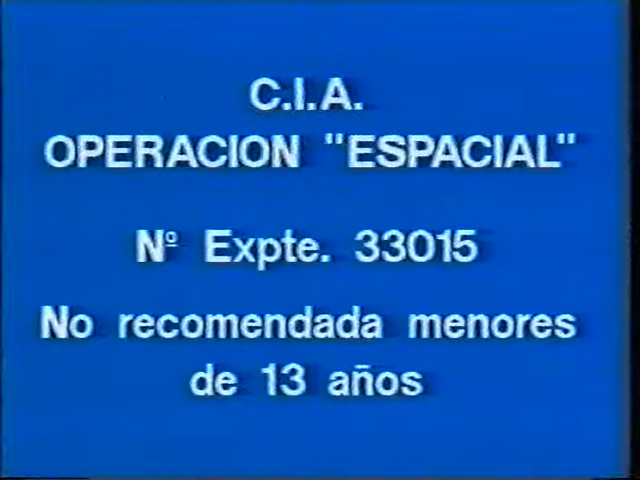 C.I.A.
OPERACION "ESPACIAL"
Nº Expte. 33015
No recomendada menores
de 13 años